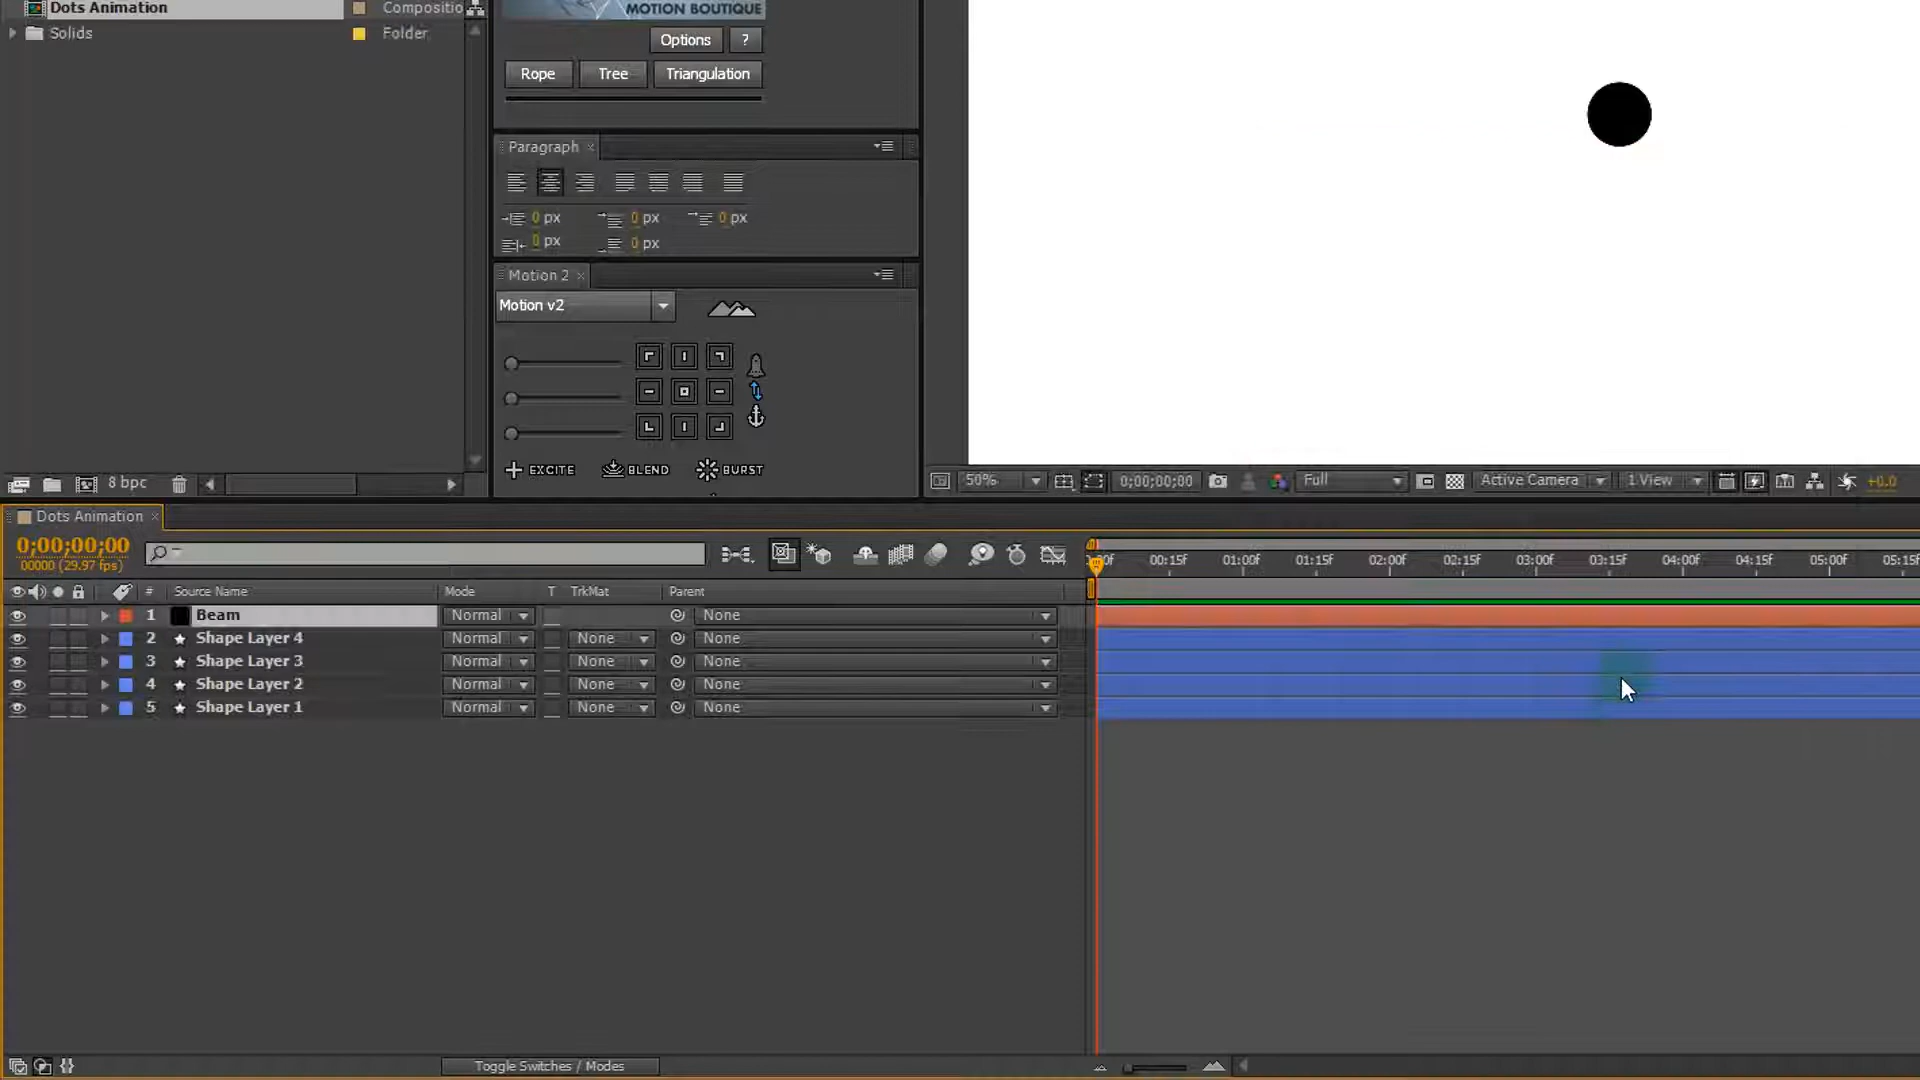 Dots Animation
Compositio
Solids
Folder
MOTION BOUTIQUE
Options
?
Rope
Tree
Triangulation
Paragraph
0 px
0 px
0 px
0 px
0 px
Motion 2
Motion v2
EXCITE
BLEND
BURST
8 bpc
50%
0;00;00;00
Full
Active Camera
1 View
+0.0
Dots Animation
0;00;00;00
00000 (29.97 fps)
00f
00:15f
01:00f
01:15f
02:00f
02:15f
03:00f
03:15f
04:00f
04:15f
05:00f
05:15f
#
Source Name
Mode
T
TrkMat
Parent
1 Beam Normal None
2 Shape Layer 4 Normal None None
3 Shape Layer 3 Normal None None
4 Shape Layer 2 Normal None None
5 Shape Layer 1 Normal None None
Toggle Switches / Modes